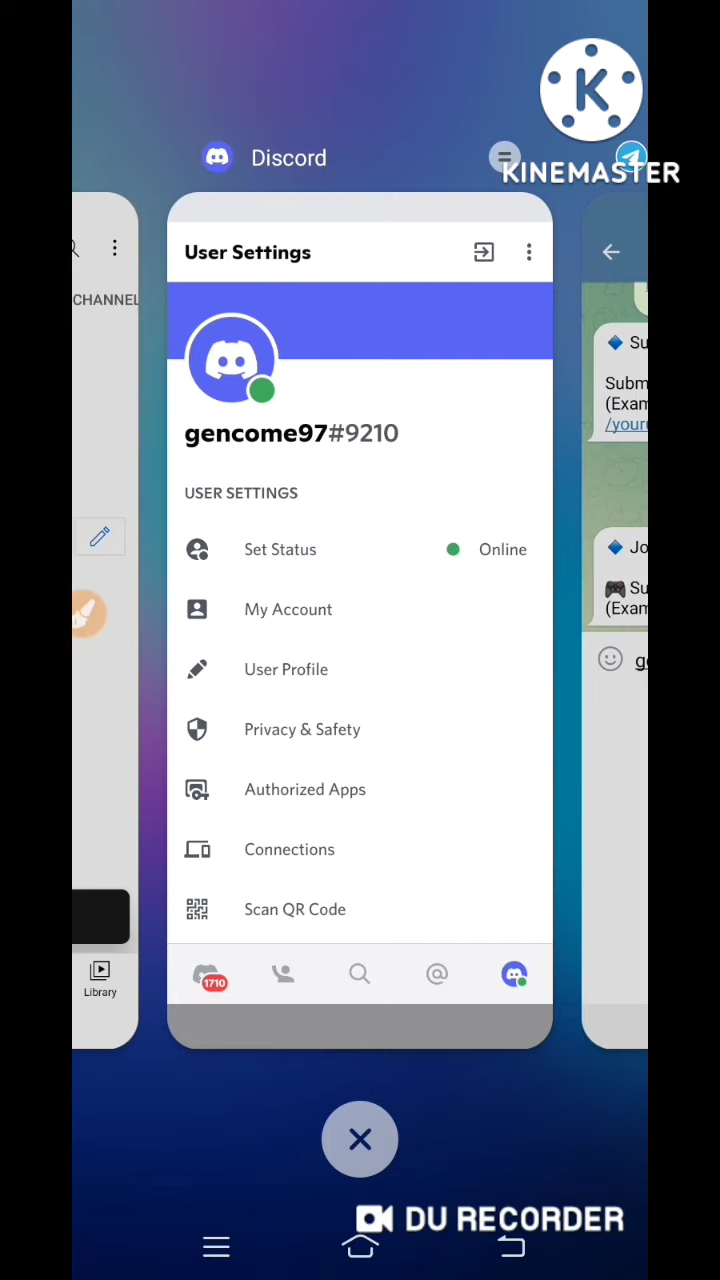 K
KINEMASTER
Discord
CHANNEL
User Settings
gencome97#9210
USER SETTINGS
Set Status
Online
My Account
User Profile
Privacy & Safety
Authorized Apps
Connections
Scan QR Code
1710
Library
Su
Subm
(Exam
/your
Jo
Su
(Exam
DU RECORDER